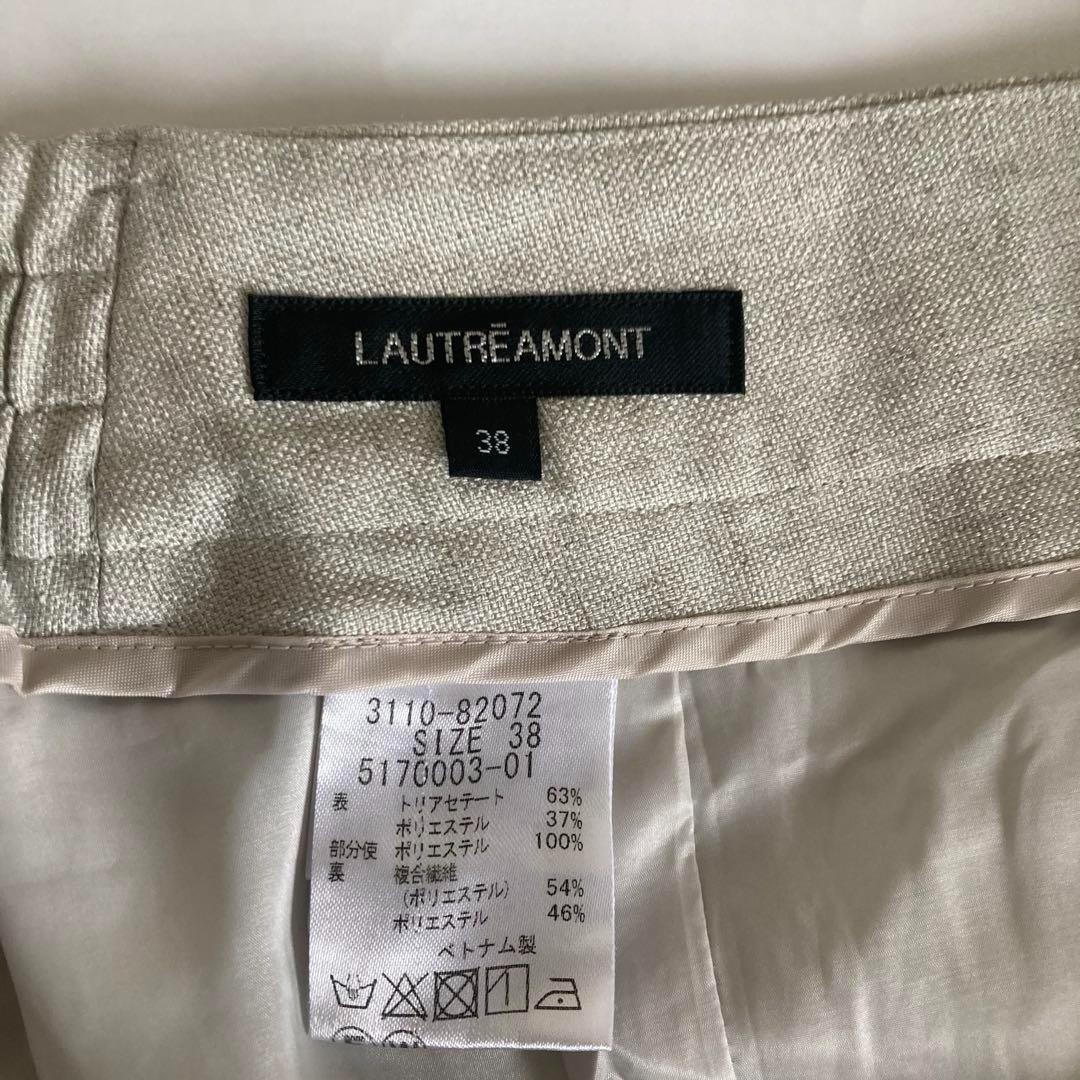 LAUTRĒAMONT
38
3110-82072
SIZE 38
5170003-01
表 トリアセテート 63%
ポリエステル 37%
部分使 ポリエステル 100%
裏 複合繊維
(ポリエステル) 54%
ポリエステル 46%
ベトナム製